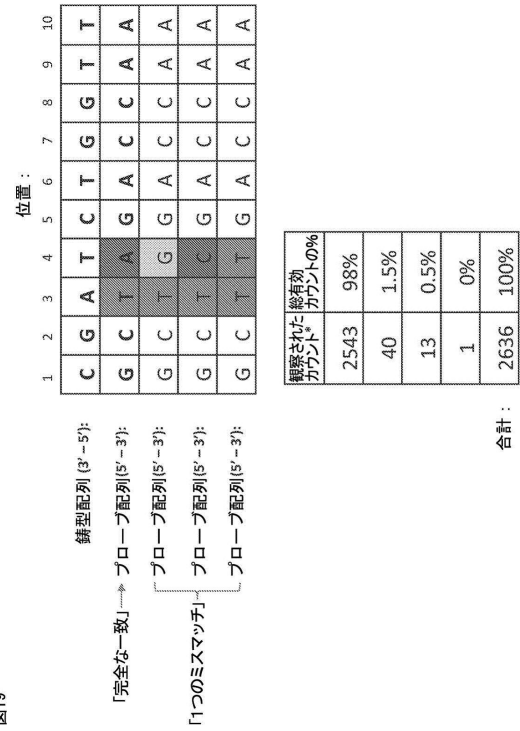 図19
位置：
1 2 3 4 5 6 7 8 9 10
鋳型配列 (3' – 5'): C G A T C T G G T T
「完全な一致」 プローブ配列(5' – 3'): G C T A G A C C A A
「1つのミスマッチ」
プローブ配列(5' – 3'): G C T G G A C C A A
プローブ配列(5' – 3'): G C T C G A C C A A
プローブ配列(5' – 3'): G C T T G A C C A A
観察された カウント* 総有効 カウントの%
2543 98%
40 1.5%
13 0.5%
1 0%
合計： 2636 100%